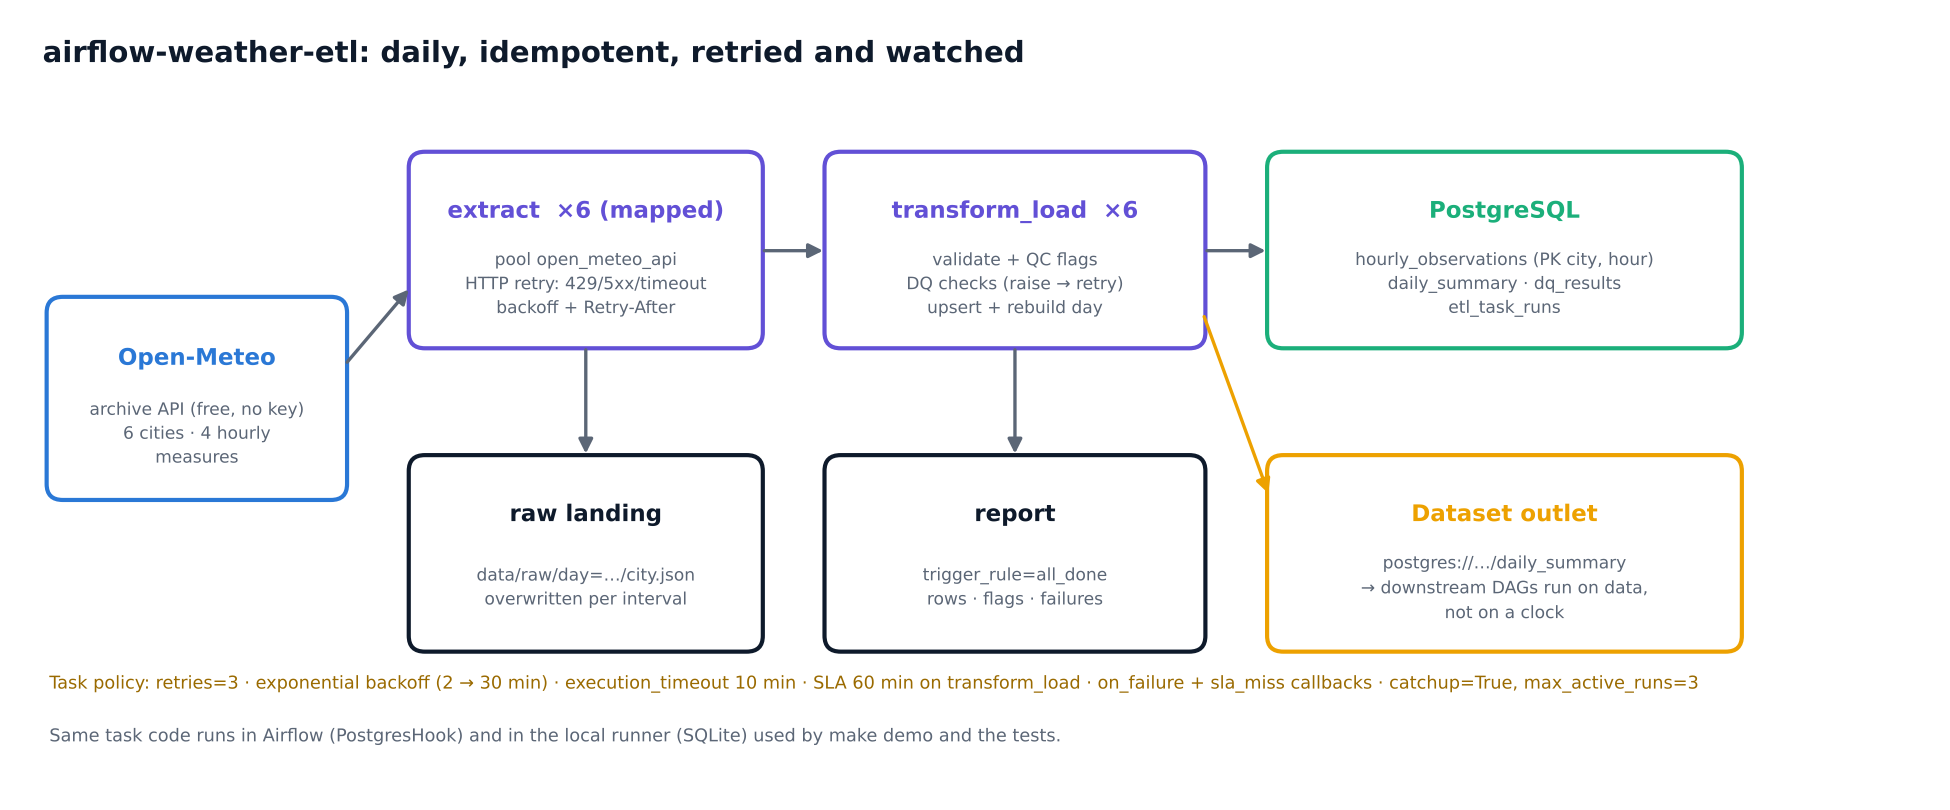 airflow-weather-etl: daily, idempotent, retried and watched
Open-Meteo
archive API (free, no key)
6 cities · 4 hourly
measures
extract  ×6 (mapped)
pool open_meteo_api
HTTP retry: 429/5xx/timeout
backoff + Retry-After
transform_load  ×6
validate + QC flags
DQ checks (raise → retry)
upsert + rebuild day
PostgreSQL
hourly_observations (PK city, hour)
daily_summary · dq_results
etl_task_runs
raw landing
data/raw/day=…/city.json
overwritten per interval
report
trigger_rule=all_done
rows · flags · failures
Dataset outlet
postgres://…/daily_summary
→ downstream DAGs run on data,
not on a clock
Task policy: retries=3 · exponential backoff (2 → 30 min) · execution_timeout 10 min · SLA 60 min on transform_load · on_failure + sla_miss callbacks · catchup=True, max_active_runs=3
Same task code runs in Airflow (PostgresHook) and in the local runner (SQLite) used by make demo and the tests.